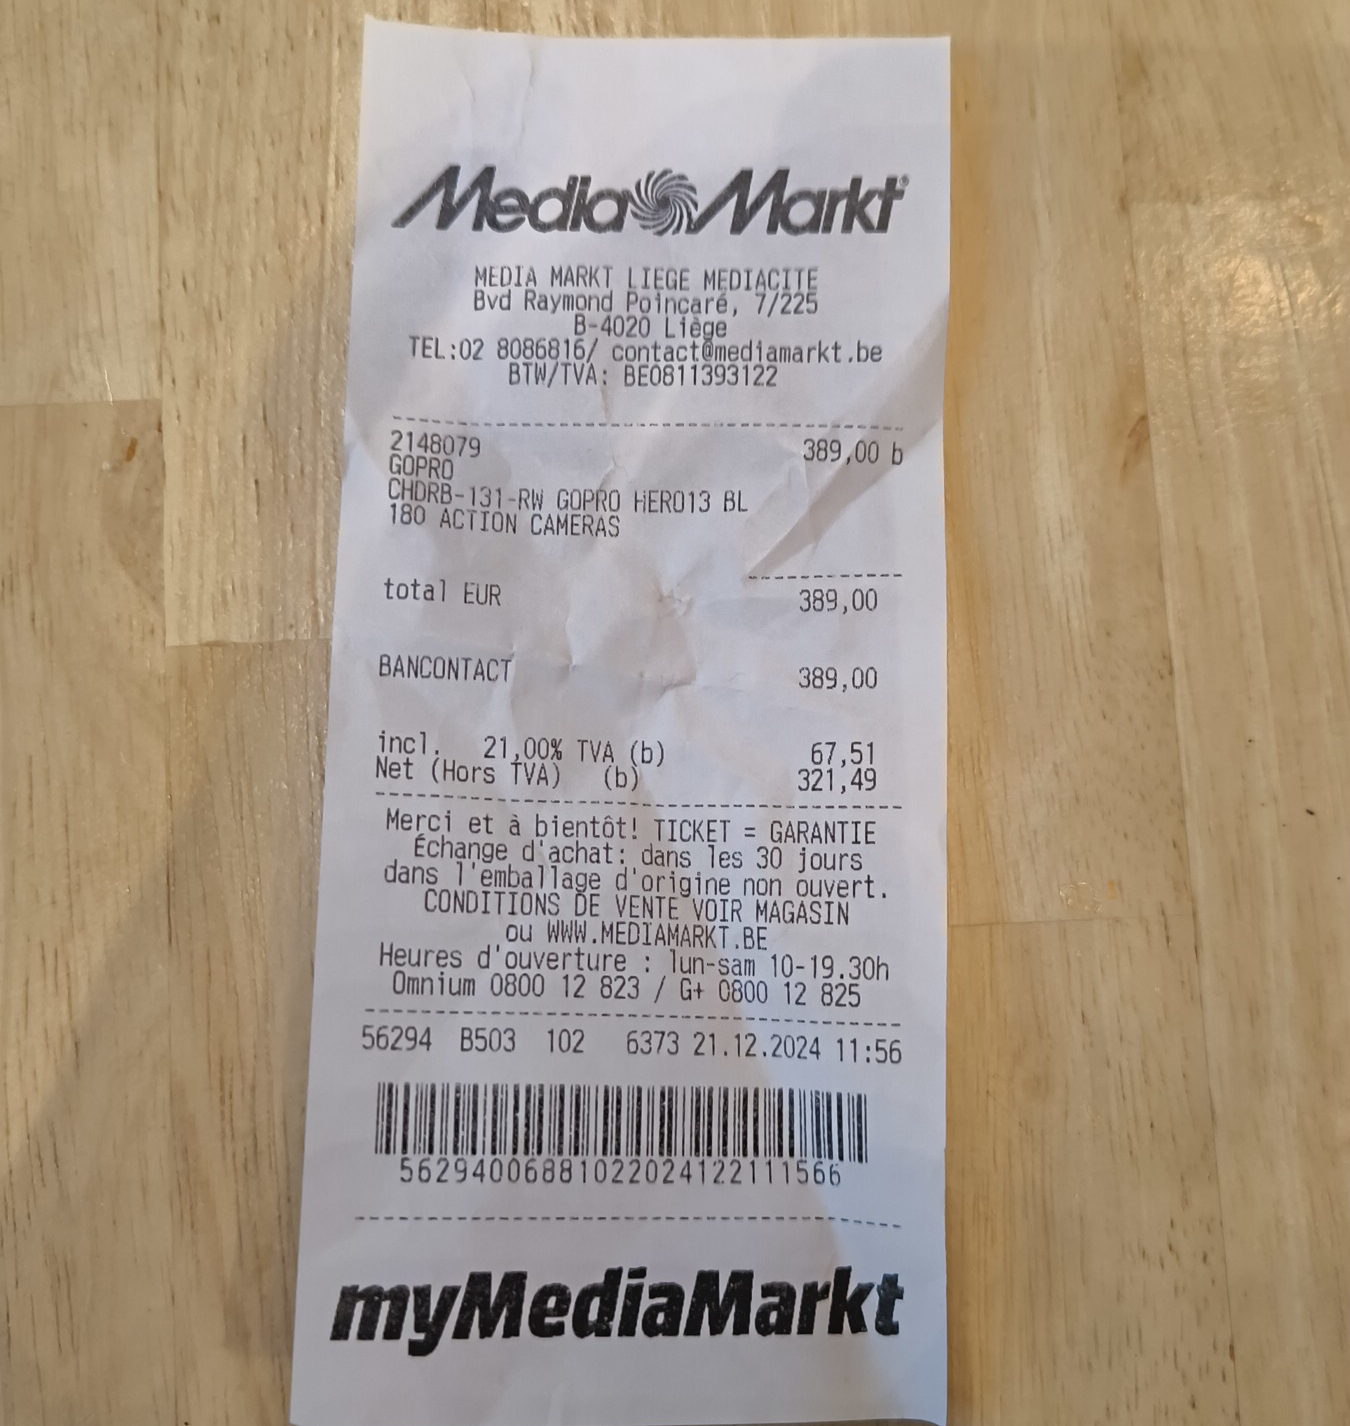 MediaMarkt®
MEDIA MARKT LIEGE MEDIACITE
Bvd Raymond Poincaré, 7/225
B-4020 Liège
TEL:02 8086816/ contact@mediamarkt.be
BTW/TVA: BE0811393122
2148079 389,00 b
GOPRO
CHDRB-131-RW GOPRO HERO13 BL
180 ACTION CAMERAS
total EUR 389,00
BANCONTACT 389,00
incl. 21,00% TVA (b) 67,51
Net (Hors TVA) (b) 321,49
Merci et à bientôt! TICKET = GARANTIE
Échange d'achat: dans les 30 jours
dans l'emballage d'origine non ouvert.
CONDITIONS DE VENTE VOIR MAGASIN
ou WWW.MEDIAMARKT.BE
Heures d'ouverture : lun-sam 10-19.30h
Omnium 0800 12 823 / G+ 0800 12 825
56294 B503 102 6373 21.12.2024 11:56
5629400688102202412211566
myMediaMarkt